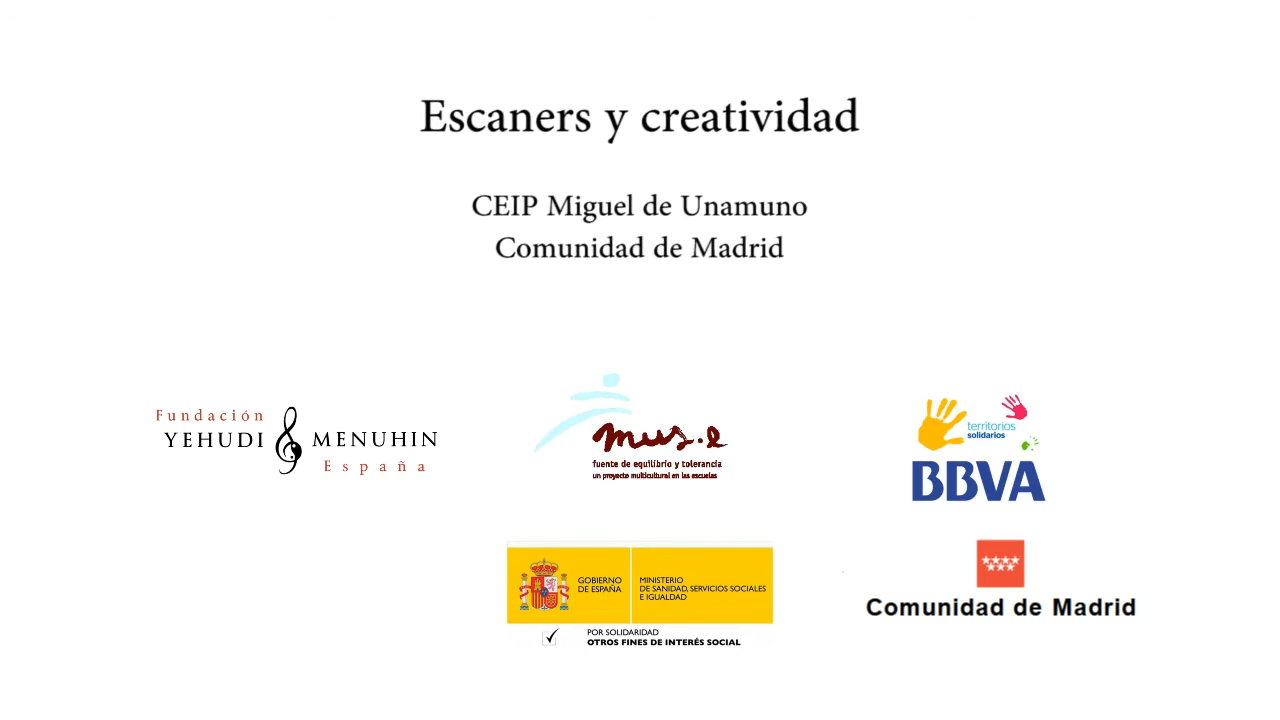 Escaners y creatividad
CEIP Miguel de Unamuno
Comunidad de Madrid
Fundación
YEHUDI MENUHIN
España
mus.e
fuente de equilibrio y tolerancia
un proyecto multicultural en las escuelas
territorios
solidarios
BBVA
GOBIERNO
DE ESPAÑA
MINISTERIO
DE SANIDAD, SERVICIOS SOCIALES
E IGUALDAD
POR SOLIDARIDAD
OTROS FINES DE INTERÉS SOCIAL
Comunidad de Madrid